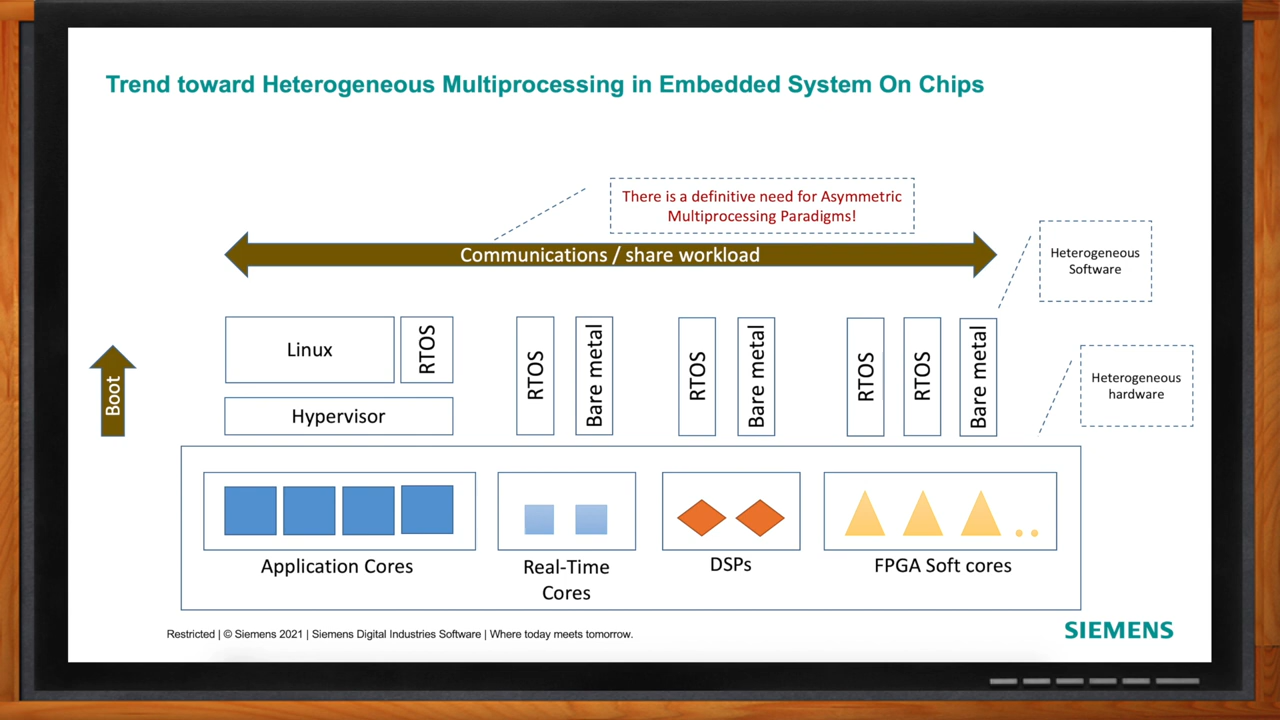 Trend toward Heterogeneous Multiprocessing in Embedded System On Chips
There is a definitive need for Asymmetric
Multiprocessing Paradigms!
Communications / share workload
Heterogeneous
Software
Heterogeneous
hardware
Boot
Linux
RTOS
Hypervisor
RTOS
Bare metal
RTOS
Bare metal
RTOS
RTOS
Bare metal
Application Cores
Real-Time
Cores
DSPs
FPGA Soft cores
Restricted | © Siemens 2021 | Siemens Digital Industries Software | Where today meets tomorrow.
SIEMENS